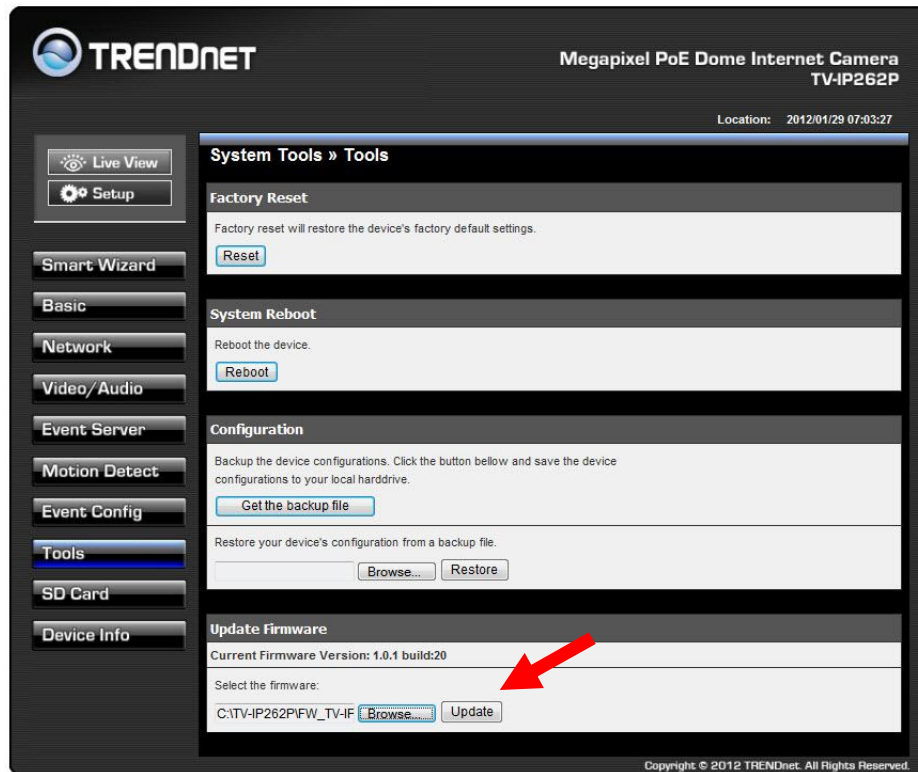 TRENDNET
Megapixel PoE Dome Internet Camera
TV-IP262P
Location: 2012/01/29 07:03:27
Live View
Setup
Smart Wizard
Basic
Network
Video/Audio
Event Server
Motion Detect
Event Config
Tools
SD Card
Device Info
System Tools » Tools
Factory Reset
Factory reset will restore the device's factory default settings.
Reset
System Reboot
Reboot the device.
Reboot
Configuration
Backup the device configurations. Click the button bellow and save the device
configurations to your local harddrive.
Get the backup file
Restore your device's configuration from a backup file.
Browse... Restore
Update Firmware
Current Firmware Version: 1.0.1 build:20
Select the firmware:
C:\TV-IP262P\FW_TV-IF Browse... Update
Copyright © 2012 TRENDnet. All Rights Reserved.